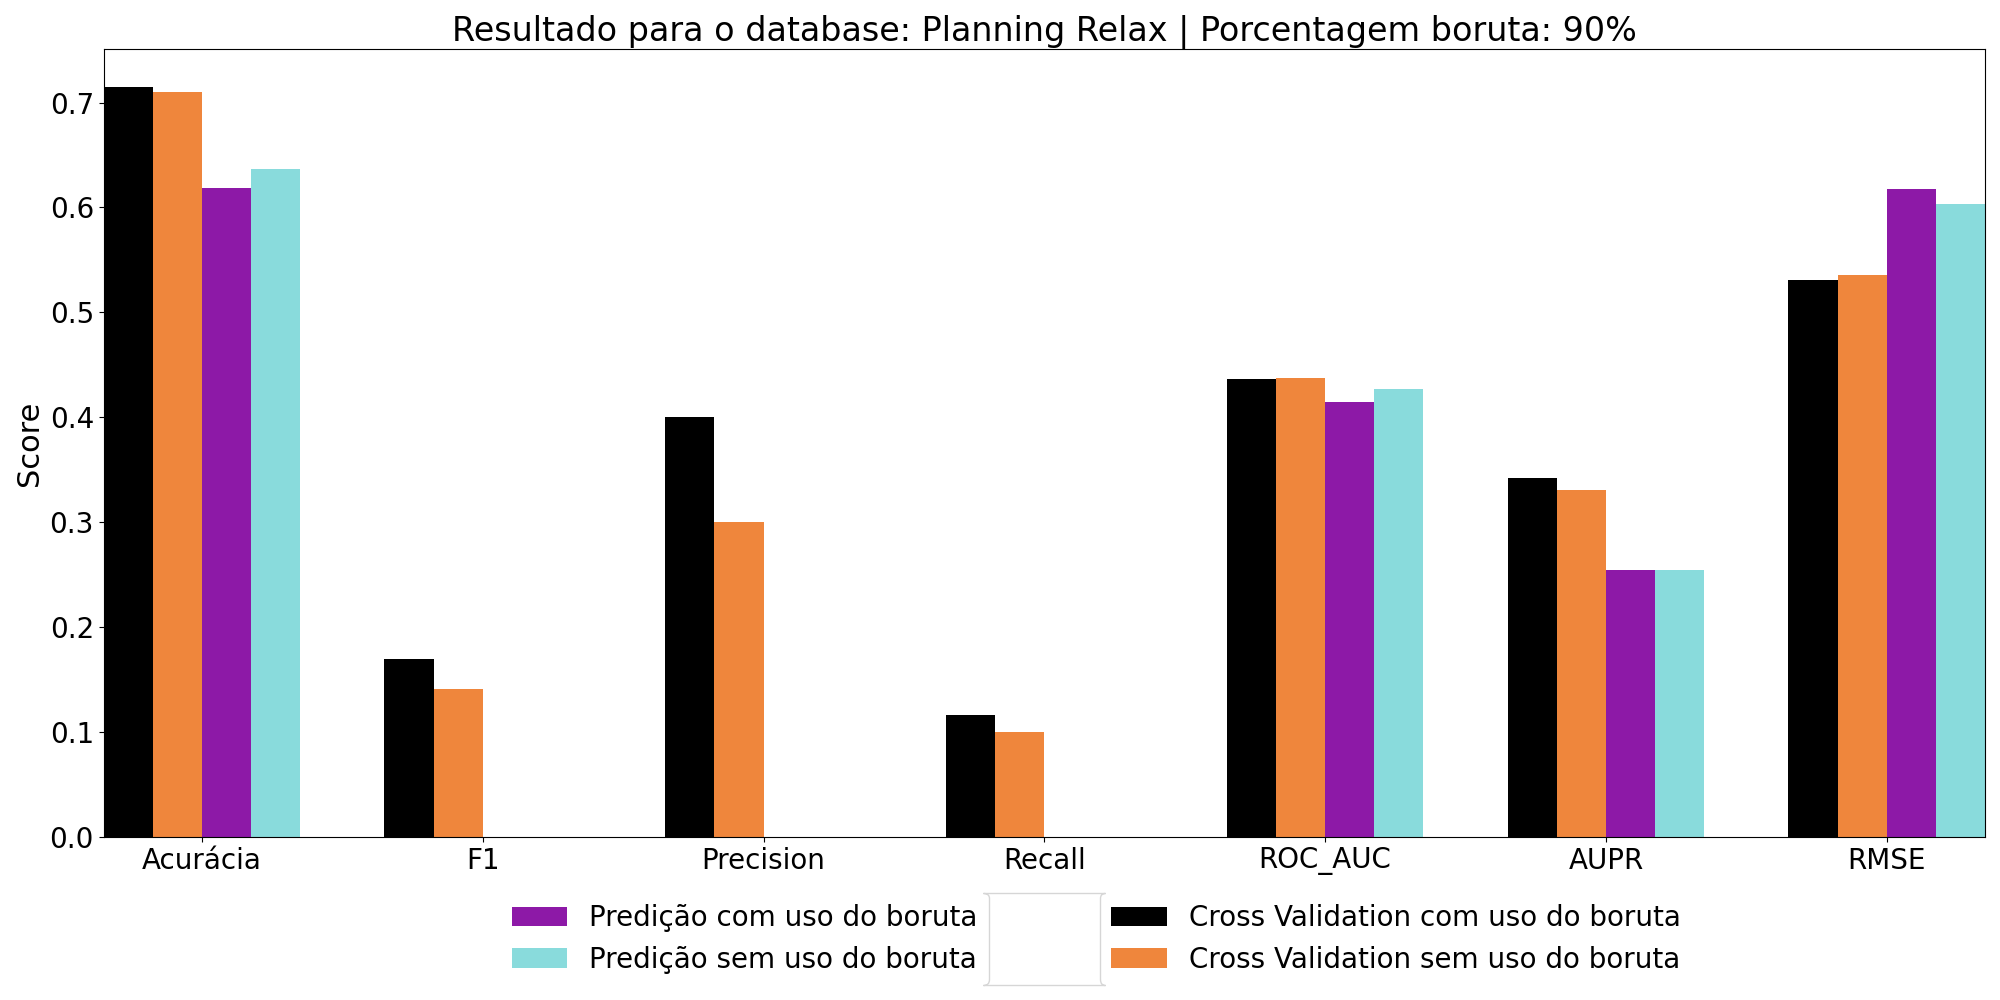 Resultado para o database: Planning Relax | Porcentagem boruta: 90%
Score
0.7
0.6
0.5
0.4
0.3
0.2
0.1
0.0
Acurácia
F1
Precision
Recall
ROC_AUC
AUPR
RMSE
Predição com uso do boruta
Predição sem uso do boruta
Cross Validation com uso do boruta
Cross Validation sem uso do boruta